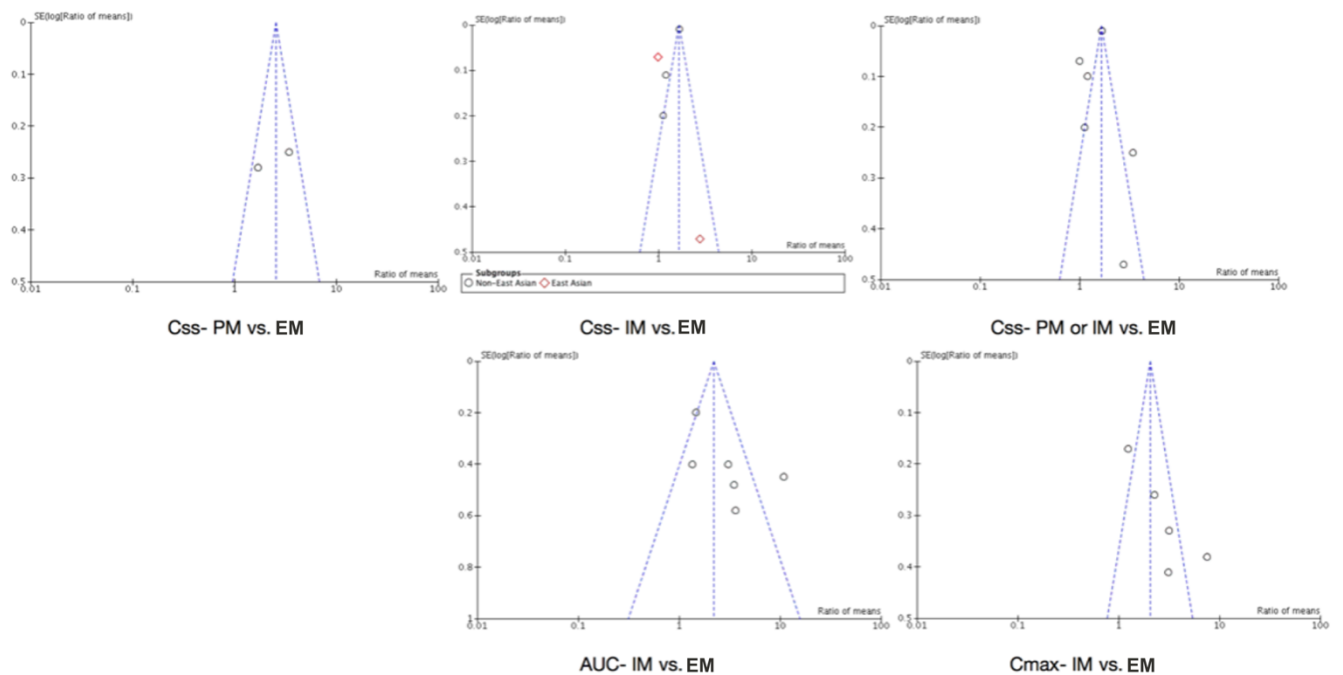 SE(log[Ratio of means])
0
0.1
0.2
0.3
0.4
0.5
0.01 0.1 1 10 100
Ratio of means
Css- PM vs. EM
SE(log[Ratio of means])
0
0.1
0.2
0.3
0.4
0.5
0.01 0.1 1 10 100
Ratio of means
Subgroups
Non-East Asian East Asian
Css- IM vs. EM
SE(log[Ratio of means])
0
0.1
0.2
0.3
0.4
0.5
0.01 0.1 1 10 100
Ratio of means
Css- PM or IM vs. EM
SE(log[Ratio of means])
0
0.2
0.4
0.6
0.8
1
0.01 0.1 1 10 100
Ratio of means
AUC- IM vs. EM
SE(log[Ratio of means])
0
0.1
0.2
0.3
0.4
0.5
0.01 0.1 1 10 100
Ratio of means
Cmax- IM vs. EM